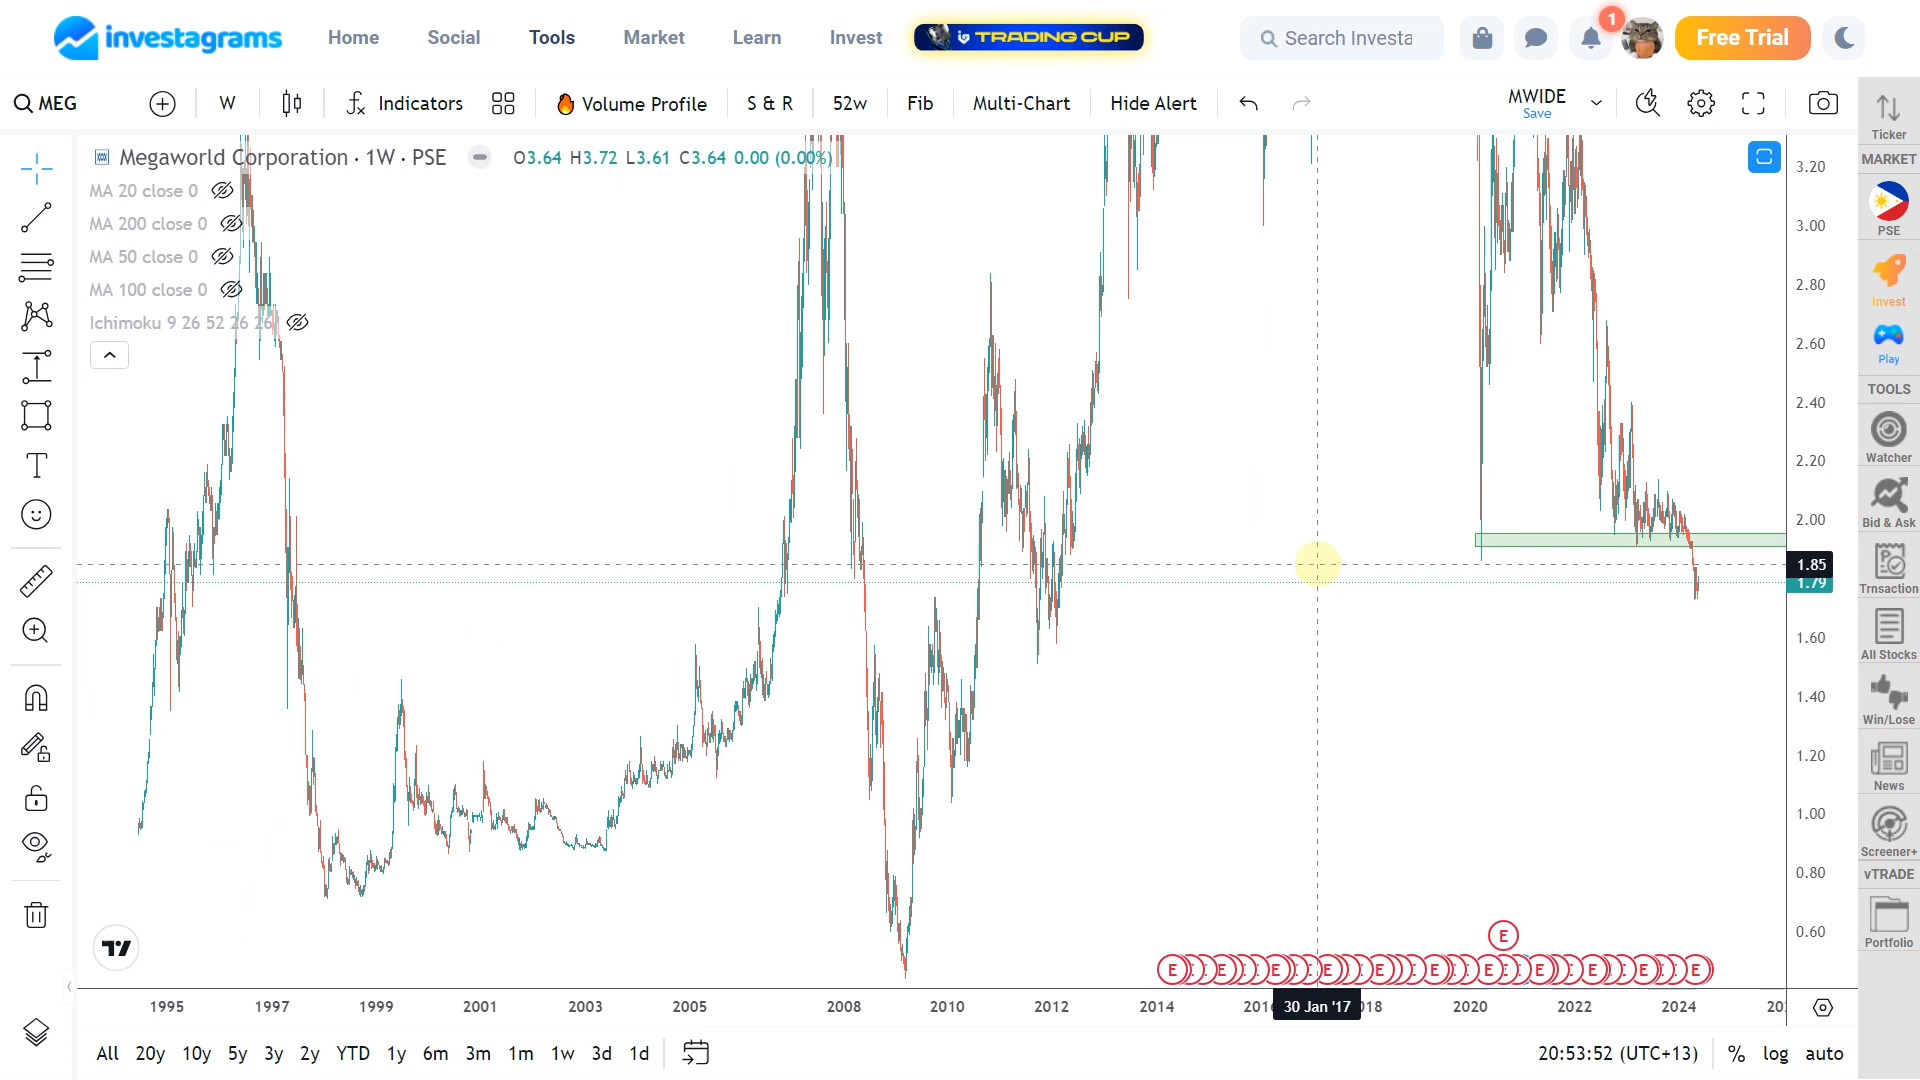 investagrams
Home
Social
Tools
Market
Learn
Invest
TRADING CUP
Search Investa
1
Free Trial
MEG
W
Indicators
Volume Profile
S & R
52w
Fib
Multi-Chart
Hide Alert
MWIDE
Save
Megaworld Corporation · 1W · PSE
O3.64 H3.72 L3.61 C3.64 0.00 (0.00%)
MA 20 close 0
MA 200 close 0
MA 50 close 0
MA 100 close 0
Ichimoku 9 26 52 26 26
3.20
3.00
2.80
2.60
2.40
2.20
2.00
1.85
1.79
1.60
1.40
1.20
1.00
0.80
0.60
E
E E E E E E E E E E E
1995
1997
1999
2001
2003
2005
2008
2010
2012
2014
30 Jan '17
2020
2022
2024
All
20y
10y
5y
3y
2y
YTD
1y
6m
3m
1m
1w
3d
1d
20:53:52 (UTC+13)
%
log
auto
Ticker
MARKET
PSE
Invest
Play
TOOLS
Watcher
Bid & Ask
Trnsaction
All Stocks
Win/Lose
News
Screener+
vTRADE
Portfolio